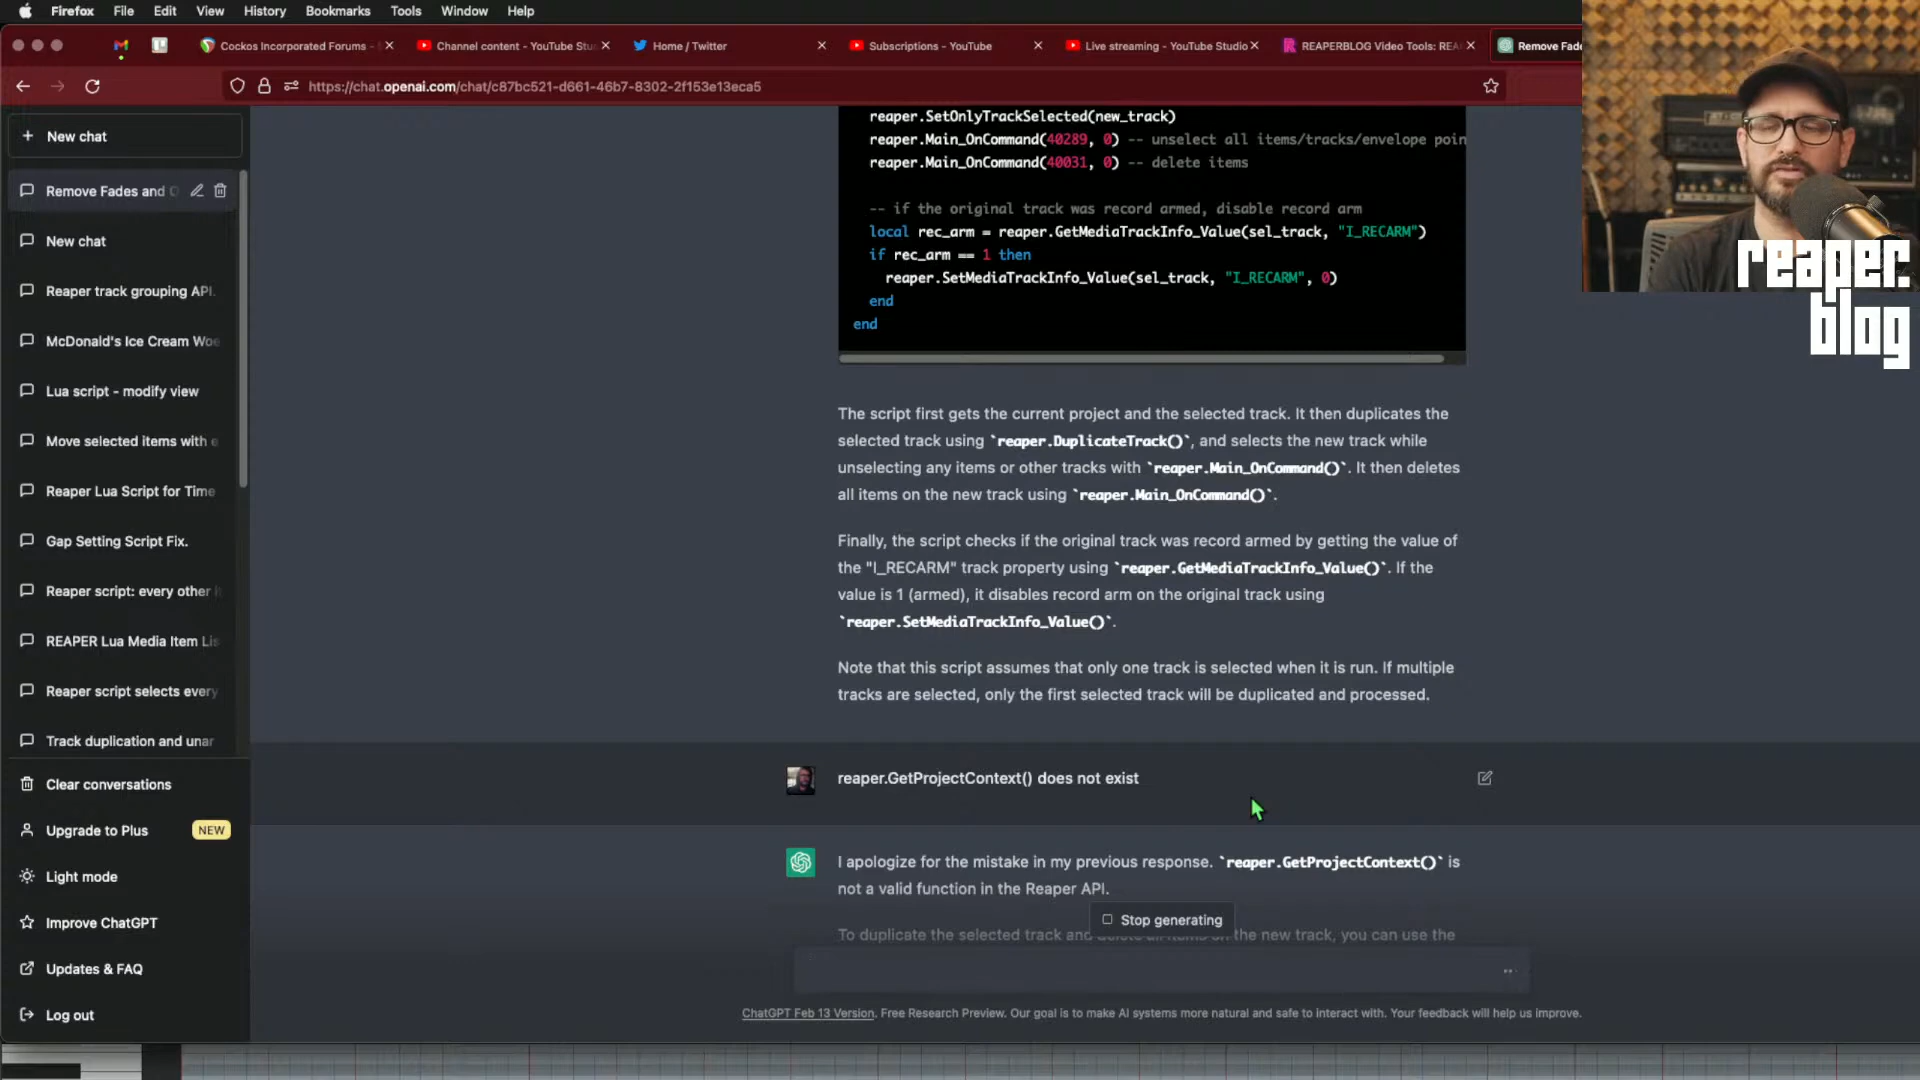 Firefox File Edit View History Bookmarks Tools Window Help
Cockos Incorporated Forums -
Channel content - YouTube Stu
Home / Twitter
Subscriptions - YouTube
Live streaming - YouTube Studio
REAPERBLOG Video Tools: REA
Remove Fade
https://chat.openai.com/chat/c87bc521-d661-46b7-8302-2f153e13eca5
New chat
Remove Fades and
New chat
Reaper track grouping API.
McDonald's Ice Cream Woe
Lua script - modify view
Move selected items with e
Reaper Lua Script for Time
Gap Setting Script Fix.
Reaper script: every other
REAPER Lua Media Item Lis
Reaper script selects every
Track duplication and unar
Clear conversations
Upgrade to Plus NEW
Light mode
Improve ChatGPT
Updates & FAQ
Log out
reaper.SetOnlyTrackSelected(new_track)
reaper.Main_OnCommand(40289, 0) -- unselect all items/tracks/envelope poin
reaper.Main_OnCommand(40031, 0) -- delete items
-- if the original track was record armed, disable record arm
local rec_arm = reaper.GetMediaTrackInfo_Value(sel_track, "I_RECARM")
if rec_arm == 1 then
reaper.SetMediaTrackInfo_Value(sel_track, "I_RECARM", 0)
end
end
The script first gets the current project and the selected track. It then duplicates the
selected track using `reaper.DuplicateTrack()`, and selects the new track while
unselecting any items or other tracks with `reaper.Main_OnCommand()`. It then deletes
all items on the new track using `reaper.Main_OnCommand()`.
Finally, the script checks if the original track was record armed by getting the value of
the "I_RECARM" track property using `reaper.GetMediaTrackInfo_Value()`. If the
value is 1 (armed), it disables record arm on the original track using
`reaper.SetMediaTrackInfo_Value()`.
Note that this script assumes that only one track is selected when it is run. If multiple
tracks are selected, only the first selected track will be duplicated and processed.
reaper.GetProjectContext() does not exist
I apologize for the mistake in my previous response. `reaper.GetProjectContext()` is
not a valid function in the Reaper API.
Stop generating
To duplicate the selected track and delete all items on the new track, you can use the
ChatGPT Feb 13 Version. Free Research Preview. Our goal is to make AI systems more natural and safe to interact with. Your feedback will help us improve.
reaper.
blog